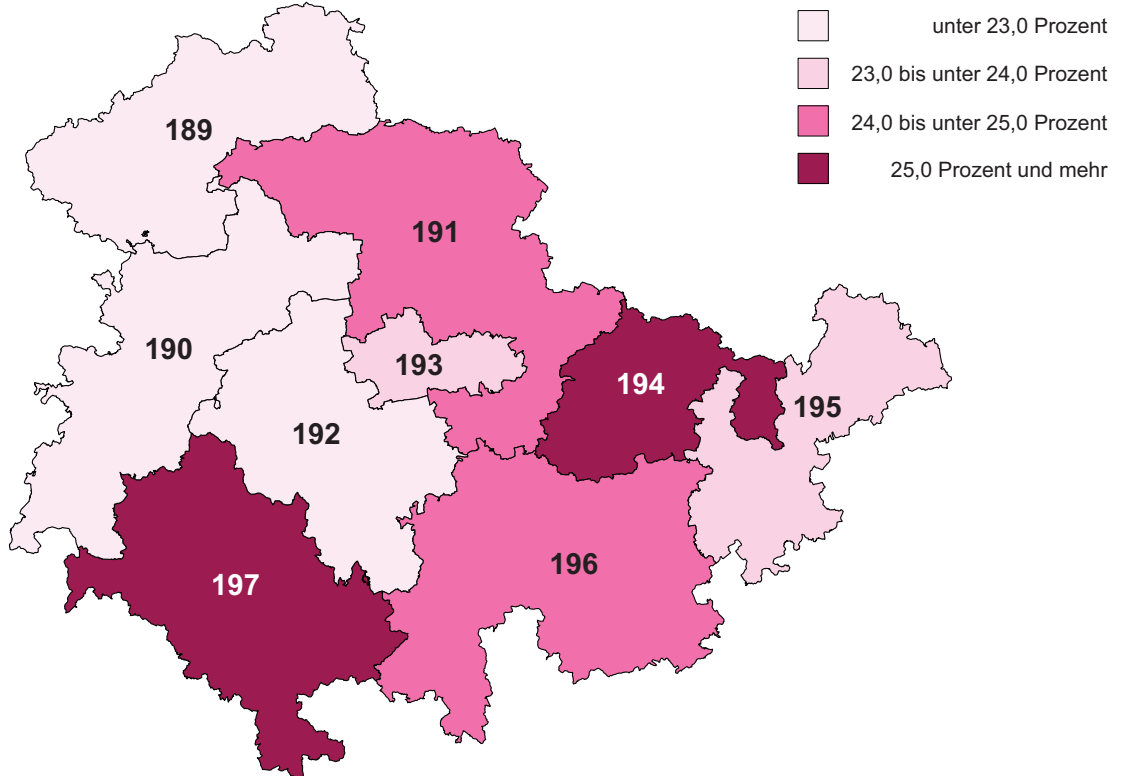 unter 23,0 Prozent
23,0 bis unter 24,0 Prozent
24,0 bis unter 25,0 Prozent
25,0 Prozent und mehr
189
191
190
193
194
195
192
196
197